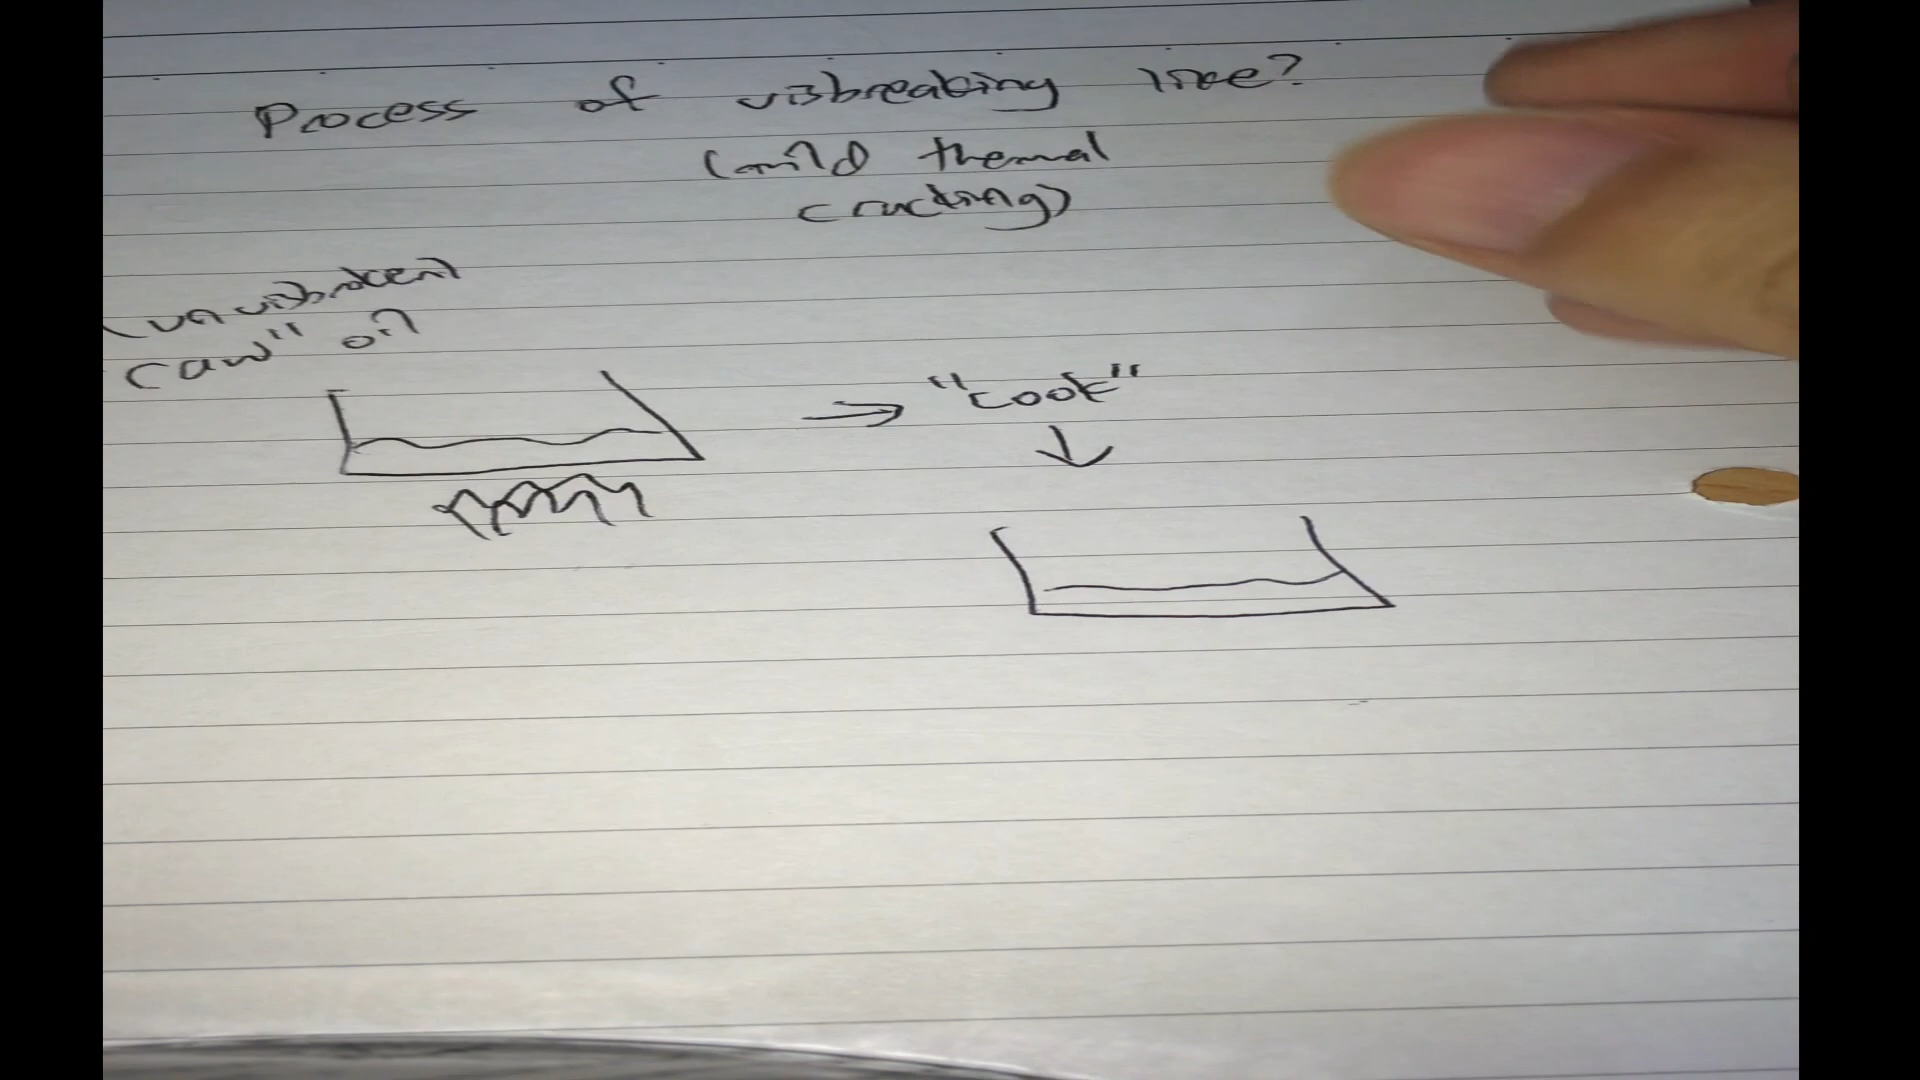 Process of visbreaking like?
(mild thermal
cracking)
(unvisbroken
raw" oil
"cook"